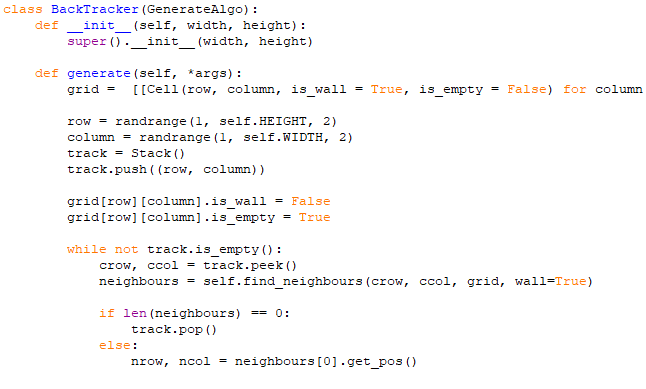 class BackTracker(GenerateAlgo):
    def __init__(self, width, height):
        super().__init__(width, height)

    def generate(self, *args):
        grid =  [[Cell(row, column, is_wall = True, is_empty = False) for column

        row = randrange(1, self.HEIGHT, 2)
        column = randrange(1, self.WIDTH, 2)
        track = Stack()
        track.push((row, column))

        grid[row][column].is_wall = False
        grid[row][column].is_empty = True

        while not track.is_empty():
            crow, ccol = track.peek()
            neighbours = self.find_neighbours(crow, ccol, grid, wall=True)

            if len(neighbours) == 0:
                track.pop()
            else:
                nrow, ncol = neighbours[0].get_pos()